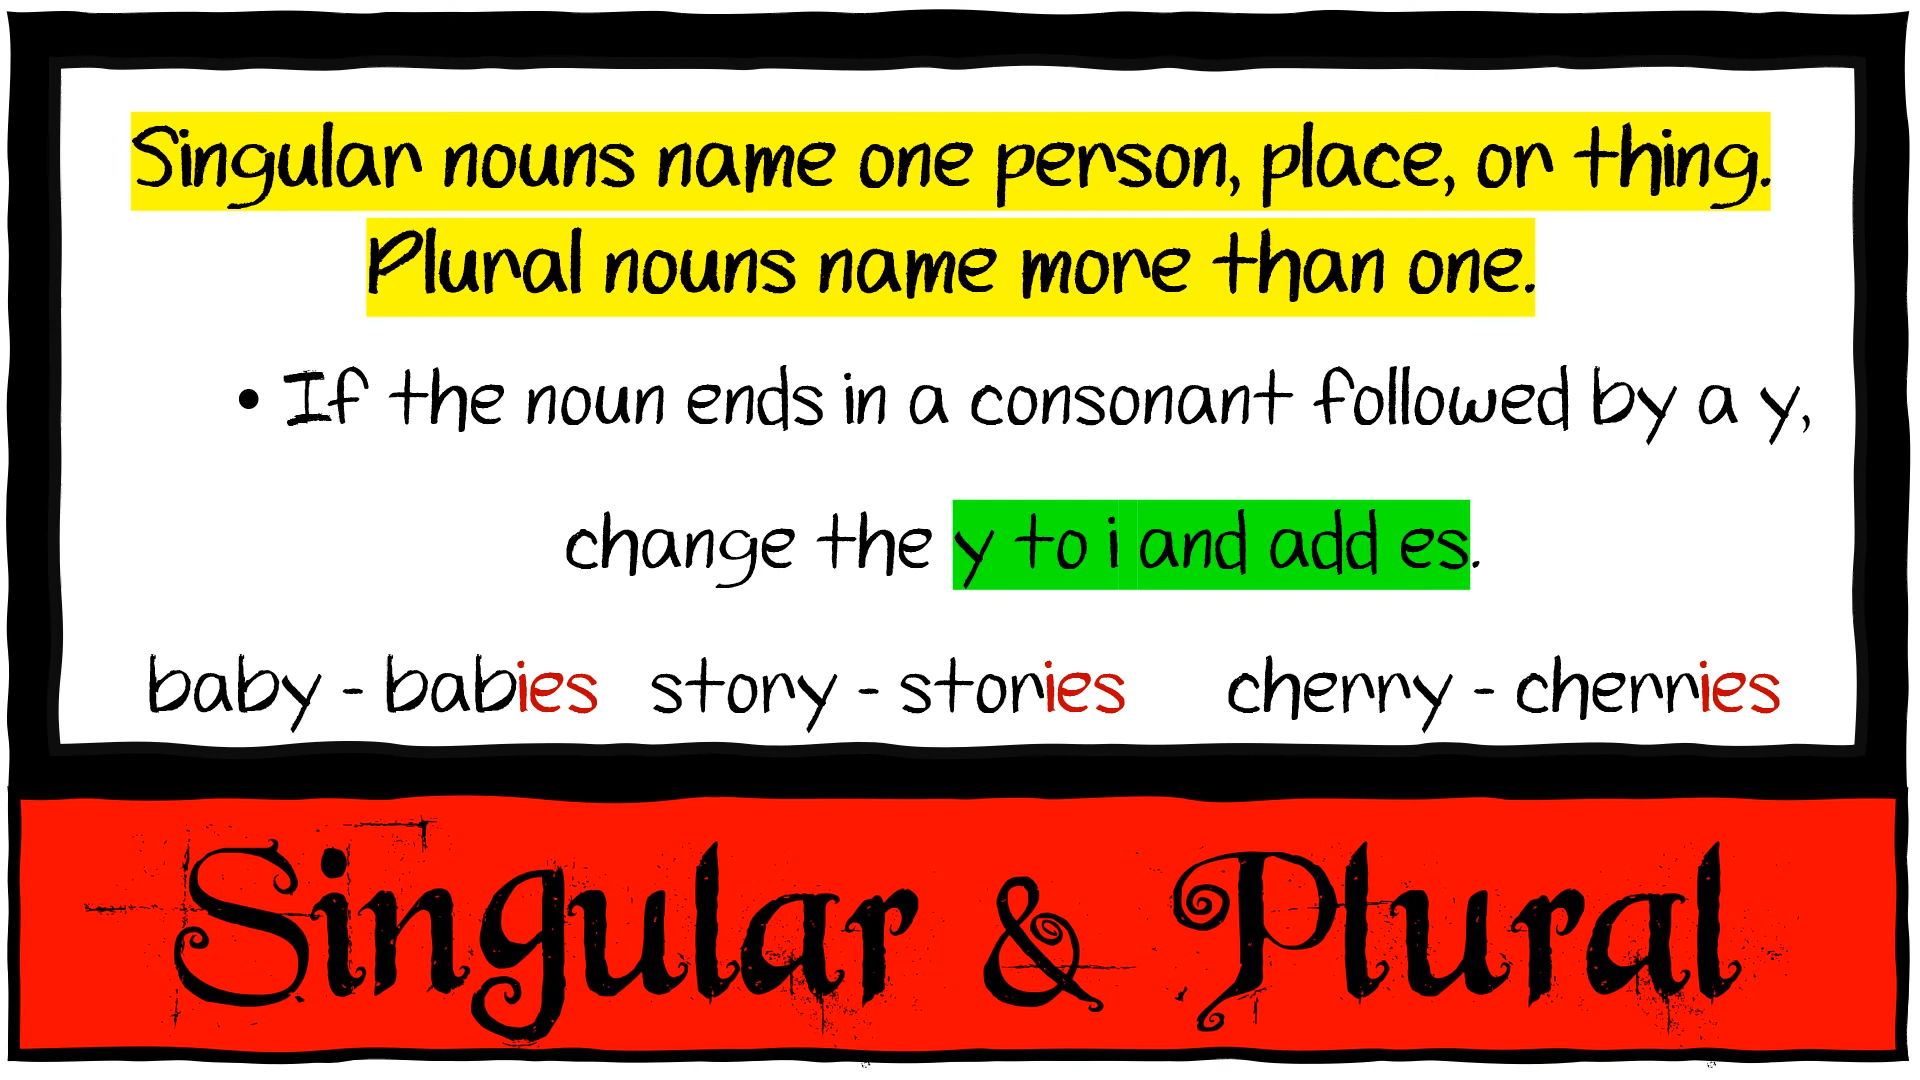 Singular nouns name one person, place, or thing.
Plural nouns name more than one.
• If the noun ends in a consonant followed by a y,
change the y to i and add es.
baby - babies story - stories cherry - cherries
Singular & Plural